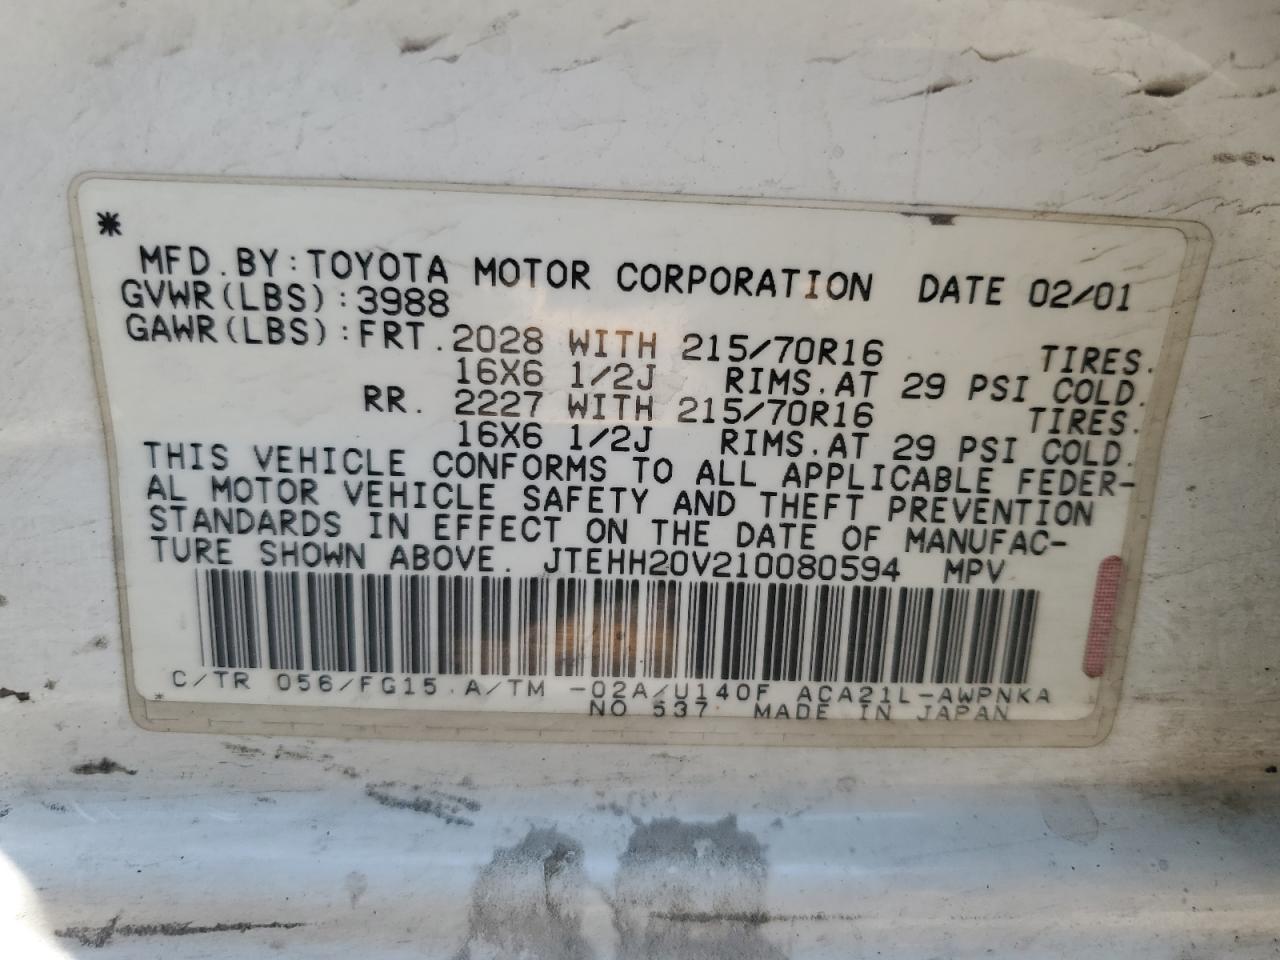 *
MFD.BY:TOYOTA MOTOR CORPORATION DATE 02/01
GVWR(LBS):3988
GAWR(LBS):FRT.2028 WITH 215/70R16 TIRES.
16X6 1/2J RIMS.AT 29 PSI COLD.
RR. 2227 WITH 215/70R16 TIRES.
16X6 1/2J RIMS.AT 29 PSI COLD.
THIS VEHICLE CONFORMS TO ALL APPLICABLE FEDER-
AL MOTOR VEHICLE SAFETY AND THEFT PREVENTION
STANDARDS IN EFFECT ON THE DATE OF MANUFAC-
TURE SHOWN ABOVE. JTEHH20V210080594 MPV
C/TR 056/FG15.A/TM -02A/U140F ACA21L-AWPNKA
* NO 537 MADE IN JAPAN